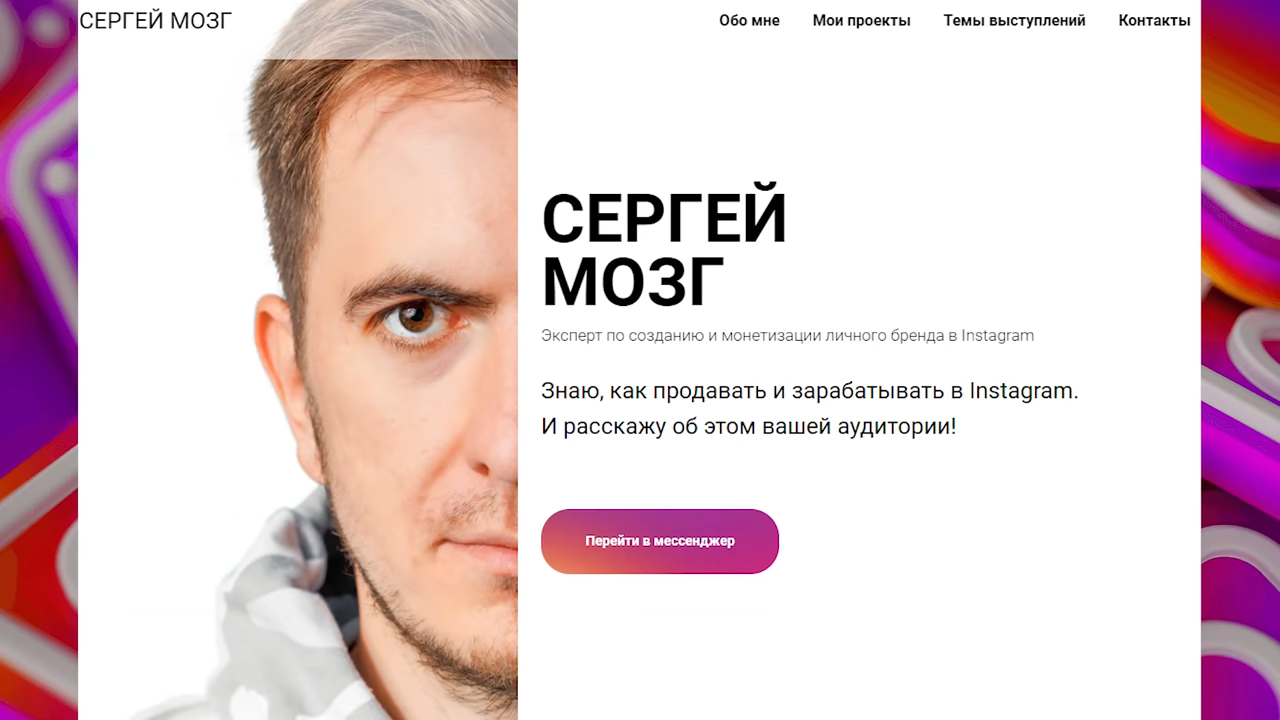 СЕРГЕЙ МОЗГ
Обо мне
Мои проекты
Темы выступлений
Контакты
СЕРГЕЙ
МОЗГ
Эксперт по созданию и монетизации личного бренда в Instagram
Знаю, как продавать и зарабатывать в Instagram.
И расскажу об этом вашей аудитории!
Перейти в мессенджер